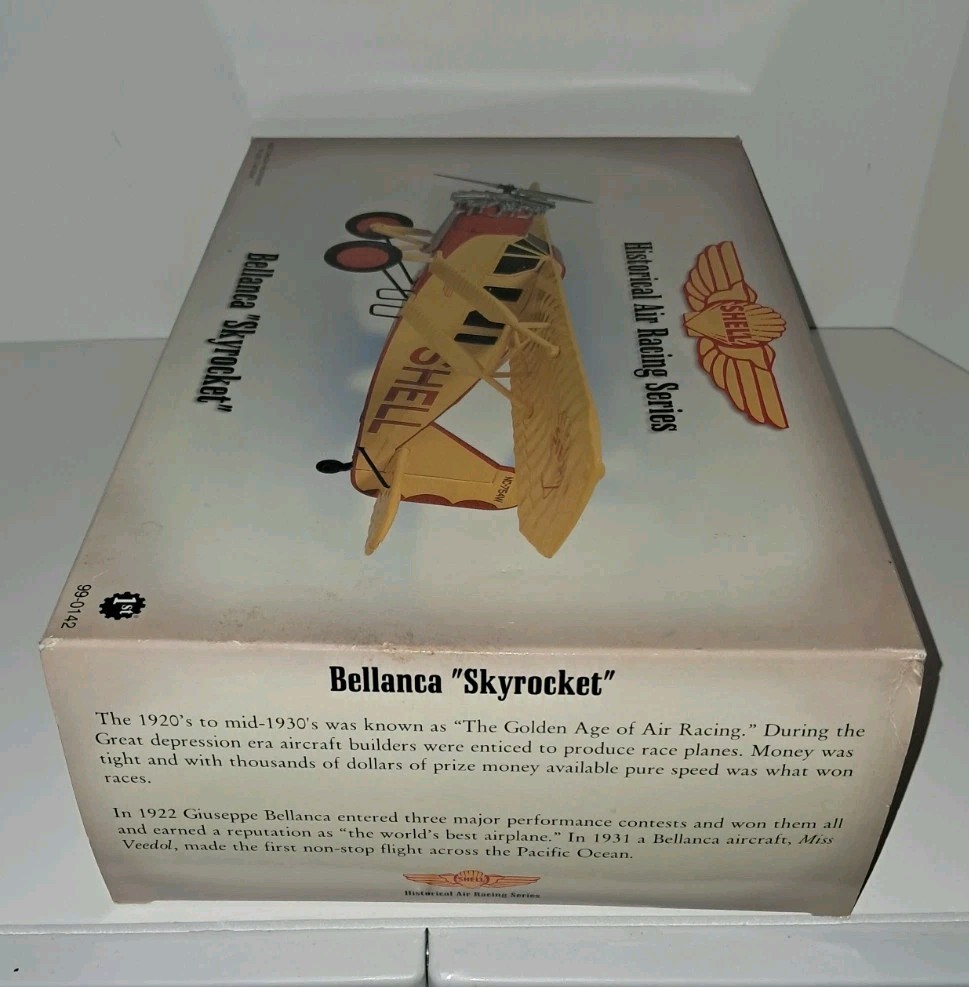 SHELL
Historical Air Racing Series
SHELL
NC-75AW
Bellanca "Skyrocket"
1st
99-0142
Bellanca "Skyrocket"
The 1920's to mid-1930's was known as "The Golden Age of Air Racing." During the
Great depression era aircraft builders were enticed to produce race planes. Money was
tight and with thousands of dollars of prize money available pure speed was what won
races.
In 1922 Giuseppe Bellanca entered three major performance contests and won them all
and earned a reputation as "the world's best airplane." In 1931 a Bellanca aircraft, Miss
Veedol, made the first non-stop flight across the Pacific Ocean.
SHELL
Historical Air Racing Series